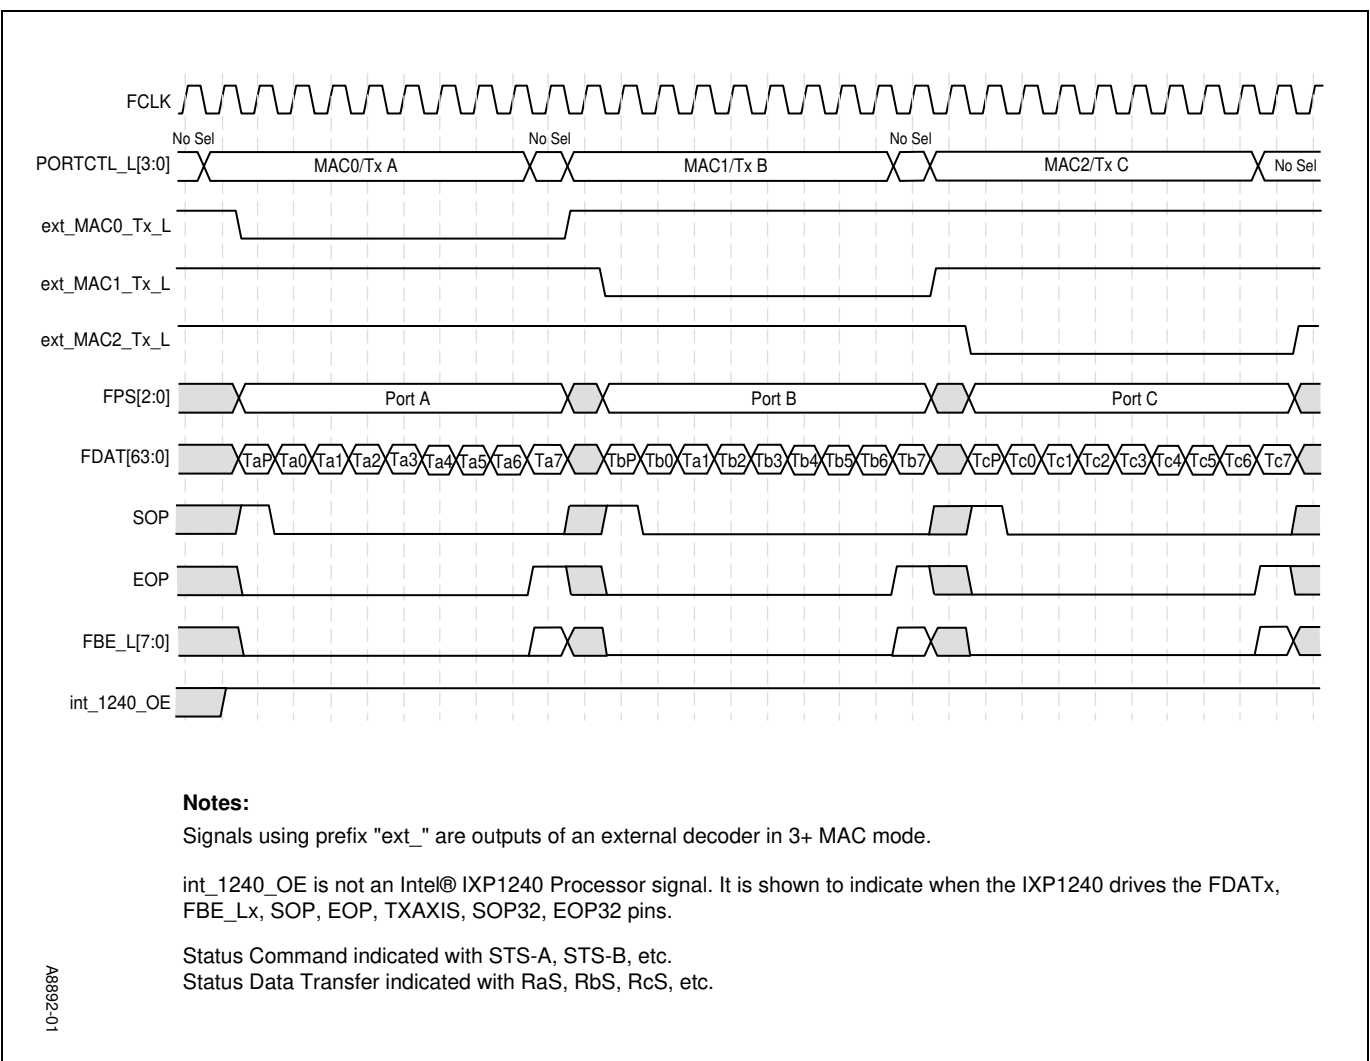 FCLK
No Sel No Sel No Sel
PORTCTL_L[3:0] MAC0/Tx A MAC1/Tx B MAC2/Tx C No Sel
ext_MAC0_Tx_L
ext_MAC1_Tx_L
ext_MAC2_Tx_L
FPS[2:0] Port A Port B Port C
FDAT[63:0] TaP Ta0 Ta1 Ta2 Ta3 Ta4 Ta5 Ta6 Ta7 TbP Tb0 Ta1 Tb2 Tb3 Tb4 Tb5 Tb6 Tb7 TcP Tc0 Tc1 Tc2 Tc3 Tc4 Tc5 Tc6 Tc7
SOP
EOP
FBE_L[7:0]
int_1240_OE
Notes:
Signals using prefix "ext_" are outputs of an external decoder in 3+ MAC mode.
int_1240_OE is not an Intel® IXP1240 Processor signal. It is shown to indicate when the IXP1240 drives the FDATx,
FBE_Lx, SOP, EOP, TXAXIS, SOP32, EOP32 pins.
Status Command indicated with STS-A, STS-B, etc.
Status Data Transfer indicated with RaS, RbS, RcS, etc.
A8892-01